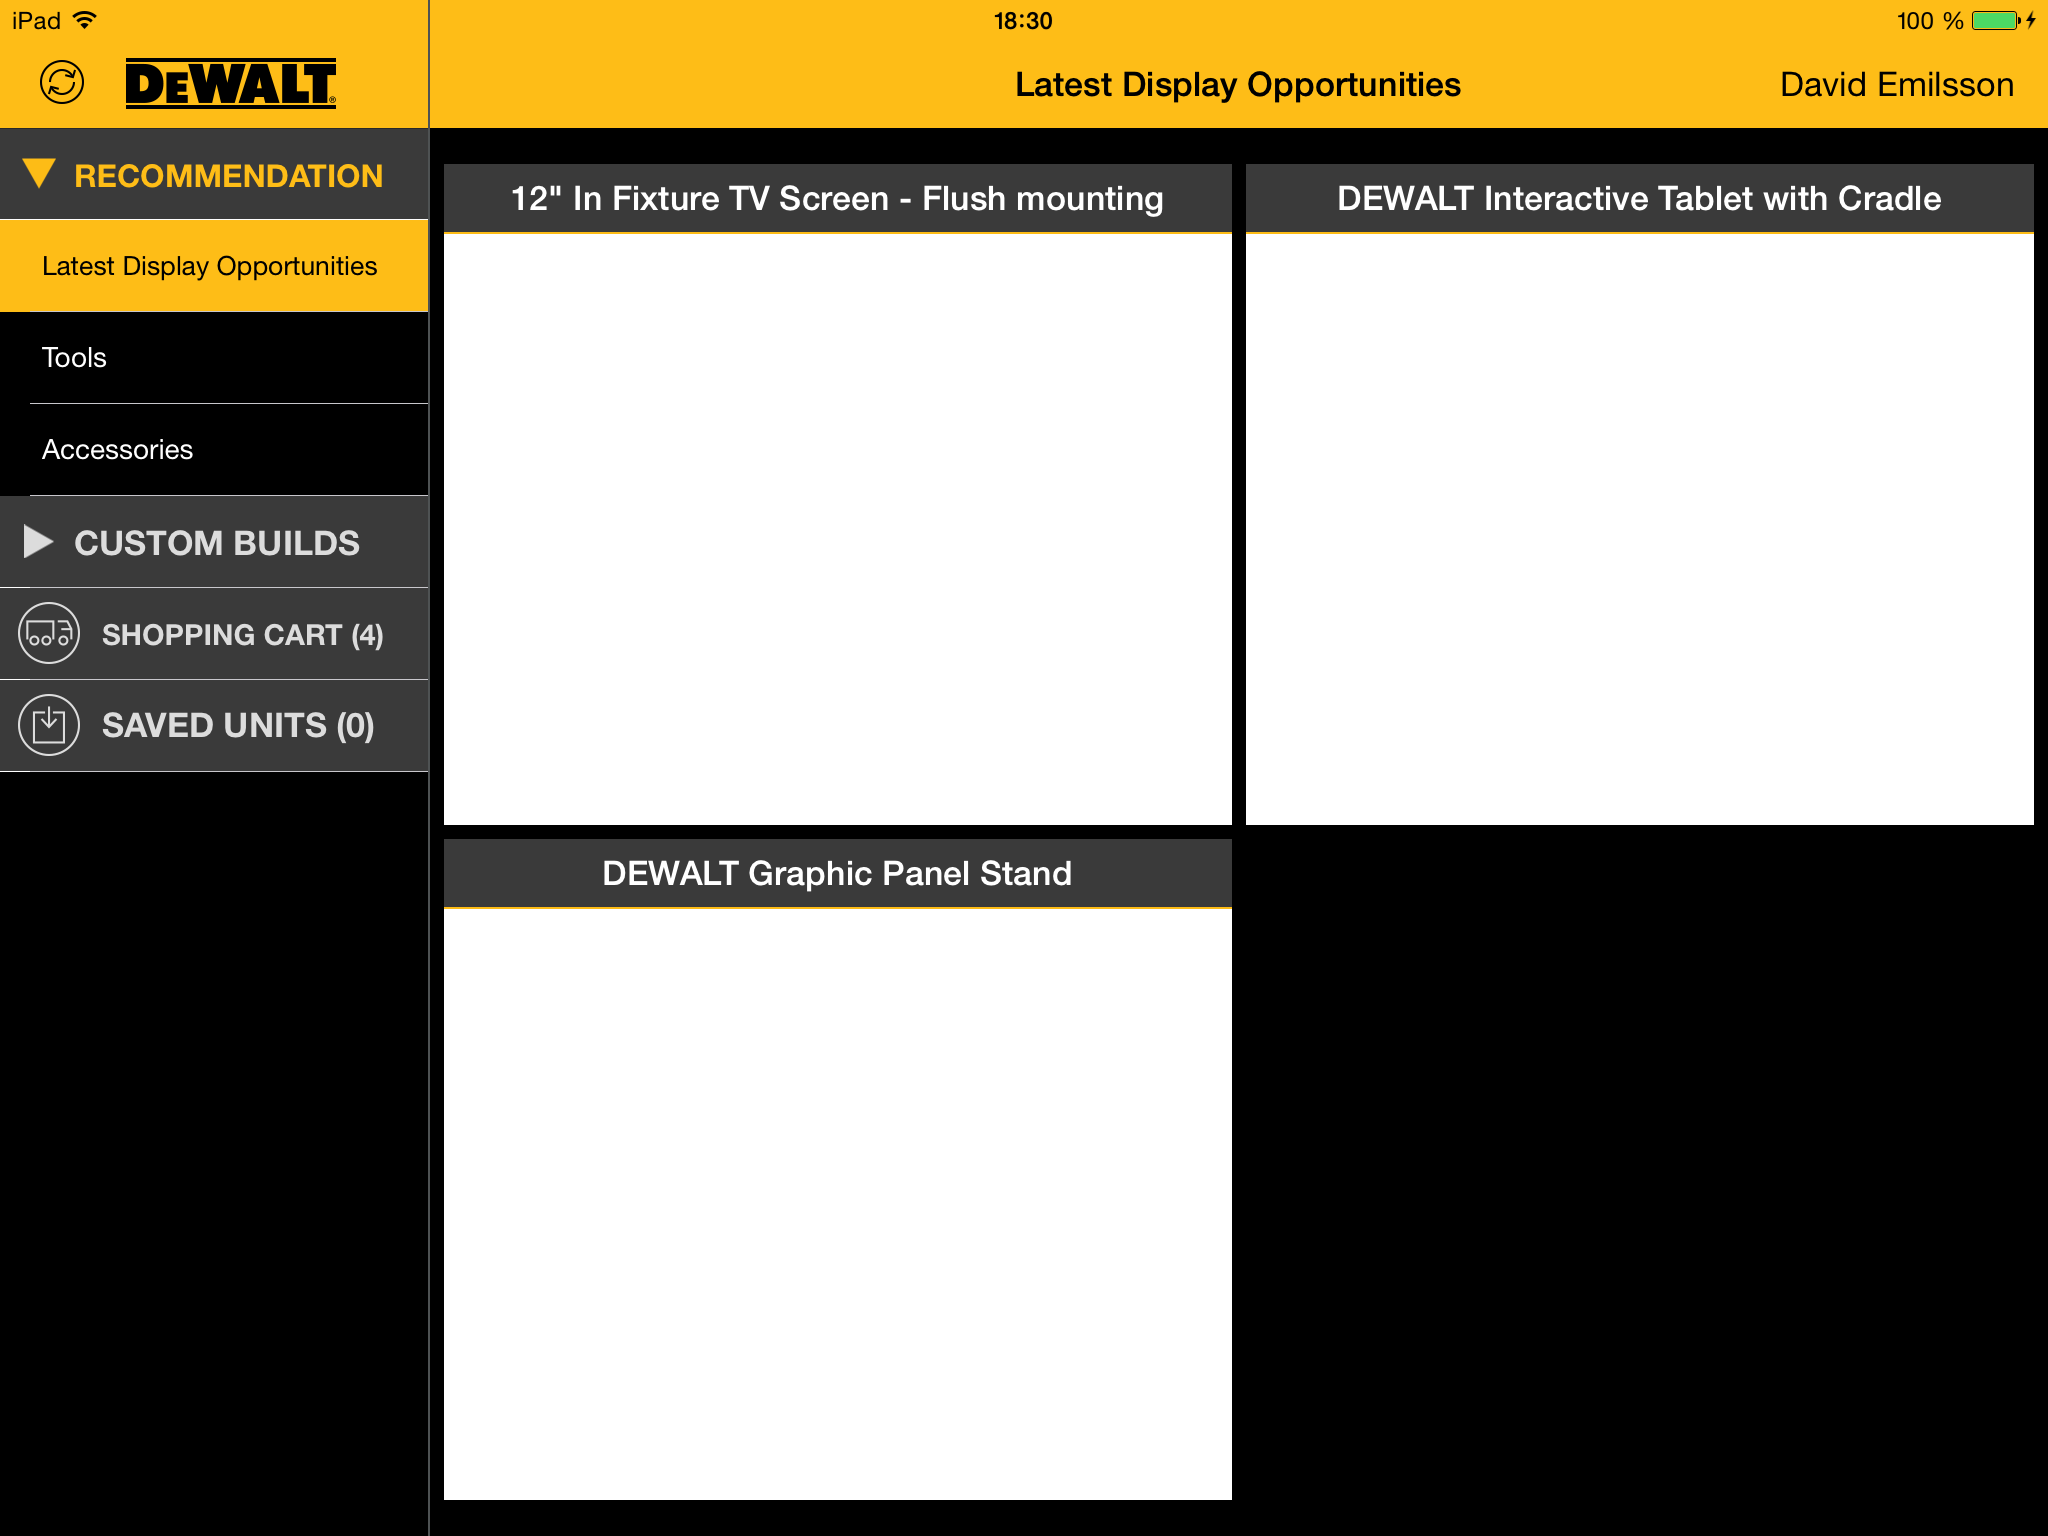 iPad
18:30
100 %
DEWALT®
Latest Display Opportunities
David Emilsson
RECOMMENDATION
Latest Display Opportunities
Tools
Accessories
CUSTOM BUILDS
SHOPPING CART (4)
SAVED UNITS (0)
12" In Fixture TV Screen - Flush mounting
DEWALT Interactive Tablet with Cradle
DEWALT Graphic Panel Stand